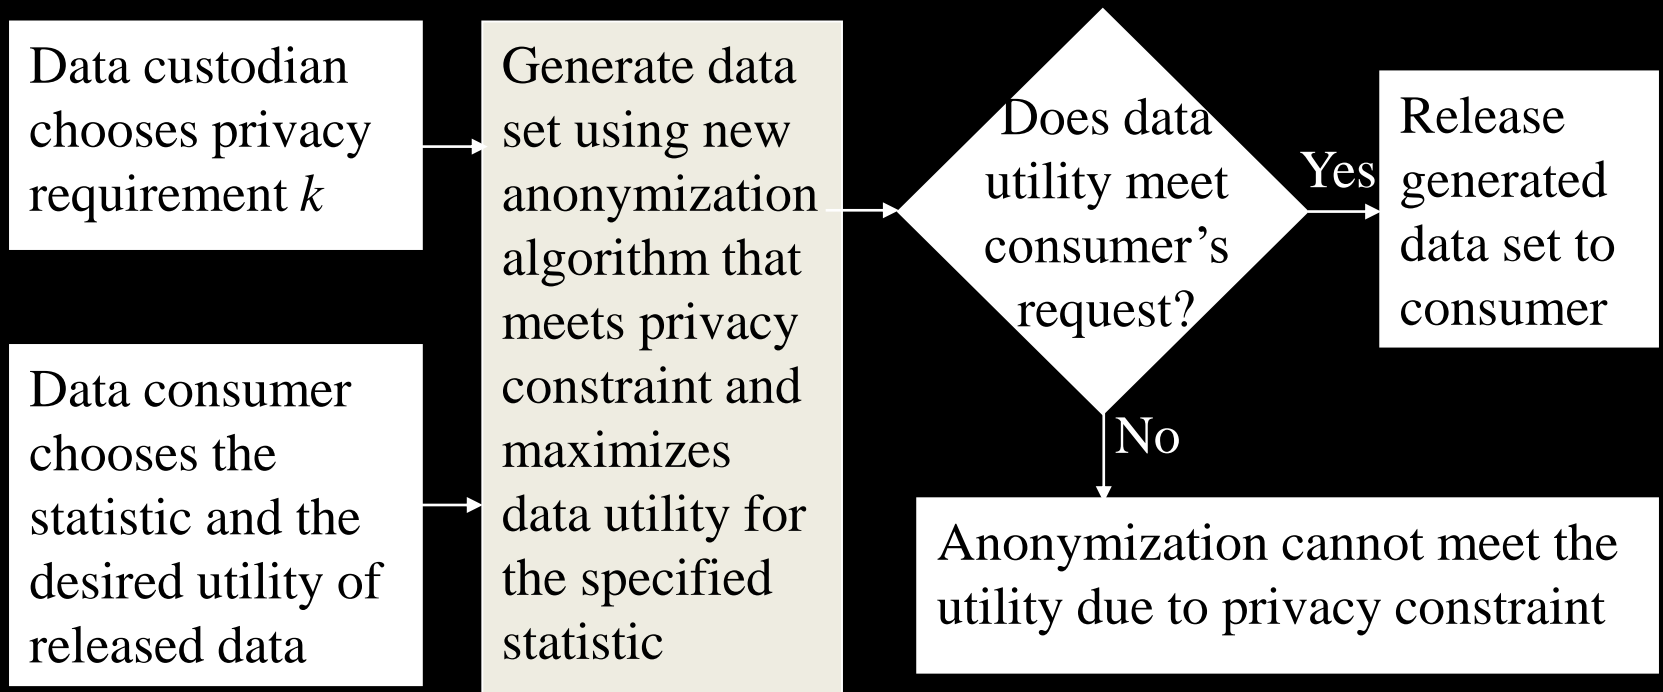 Data custodian
chooses privacy
requirement k
Data consumer
chooses the
statistic and the
desired utility of
released data
Generate data
set using new
anonymization
algorithm that
meets privacy
constraint and
maximizes
data utility for
the specified
statistic
Does data
utility meet
consumer’s
request?
Yes
Release
generated
data set to
consumer
No
Anonymization cannot meet the
utility due to privacy constraint